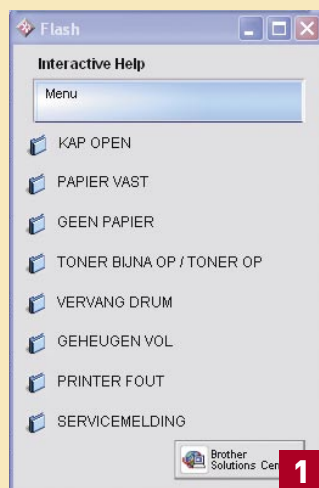 Flash
Interactive Help
Menu
KAP OPEN
PAPIER VAST
GEEN PAPIER
TONER BIJNA OP / TONER OP
VERVANG DRUM
GEHEUGEN VOL
PRINTER FOUT
SERVICEMELDING
Brother
Solutions Cen
1